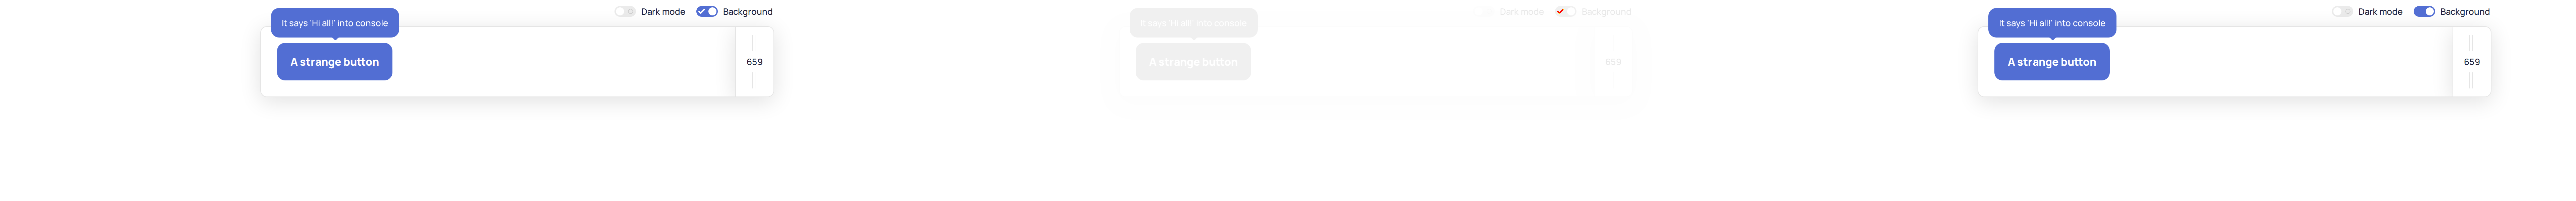 Dark mode Background
It says 'Hi all!' into console
A strange button
659
Dark mode Background
It says 'Hi all!' into console
A strange button
659
Dark mode Background
It says 'Hi all!' into console
A strange button
659